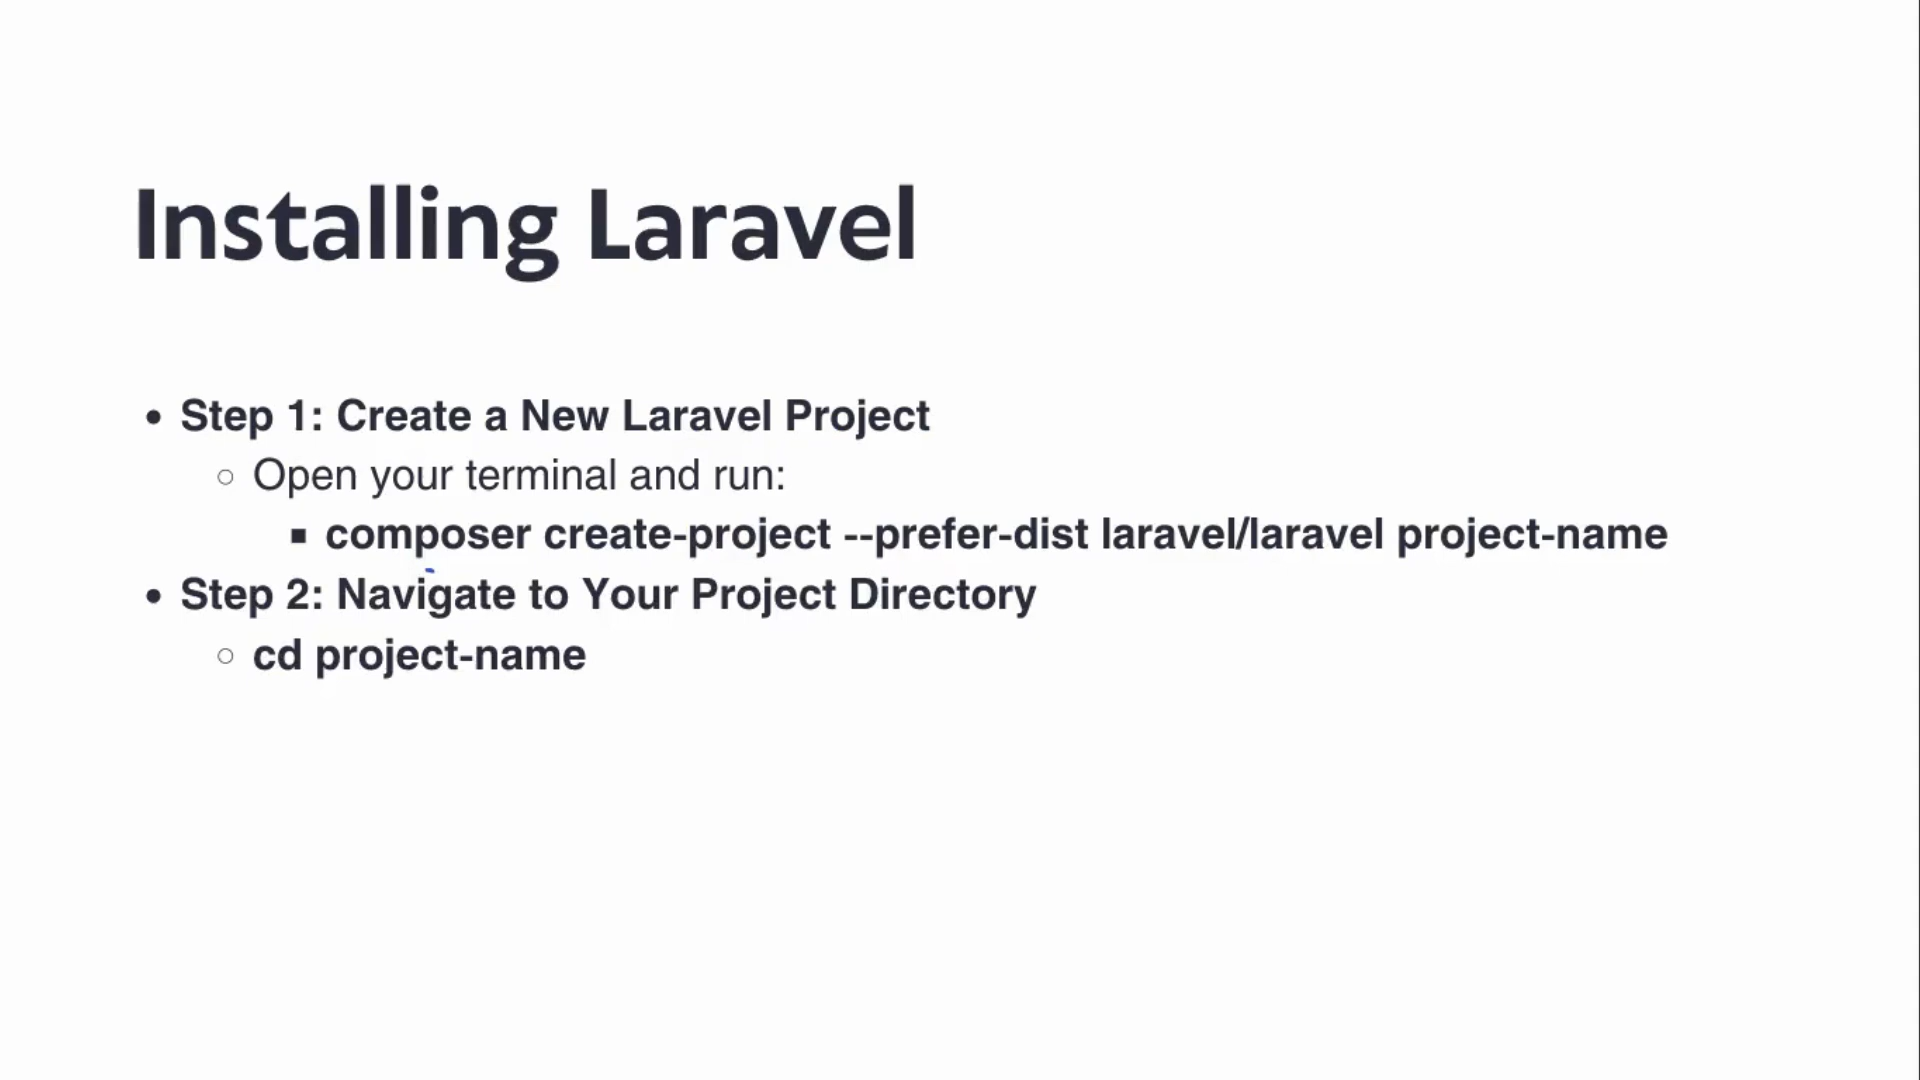 Installing Laravel
Step 1: Create a New Laravel Project
Open your terminal and run:
composer create-project --prefer-dist laravel/laravel project-name
Step 2: Navigate to Your Project Directory
cd project-name